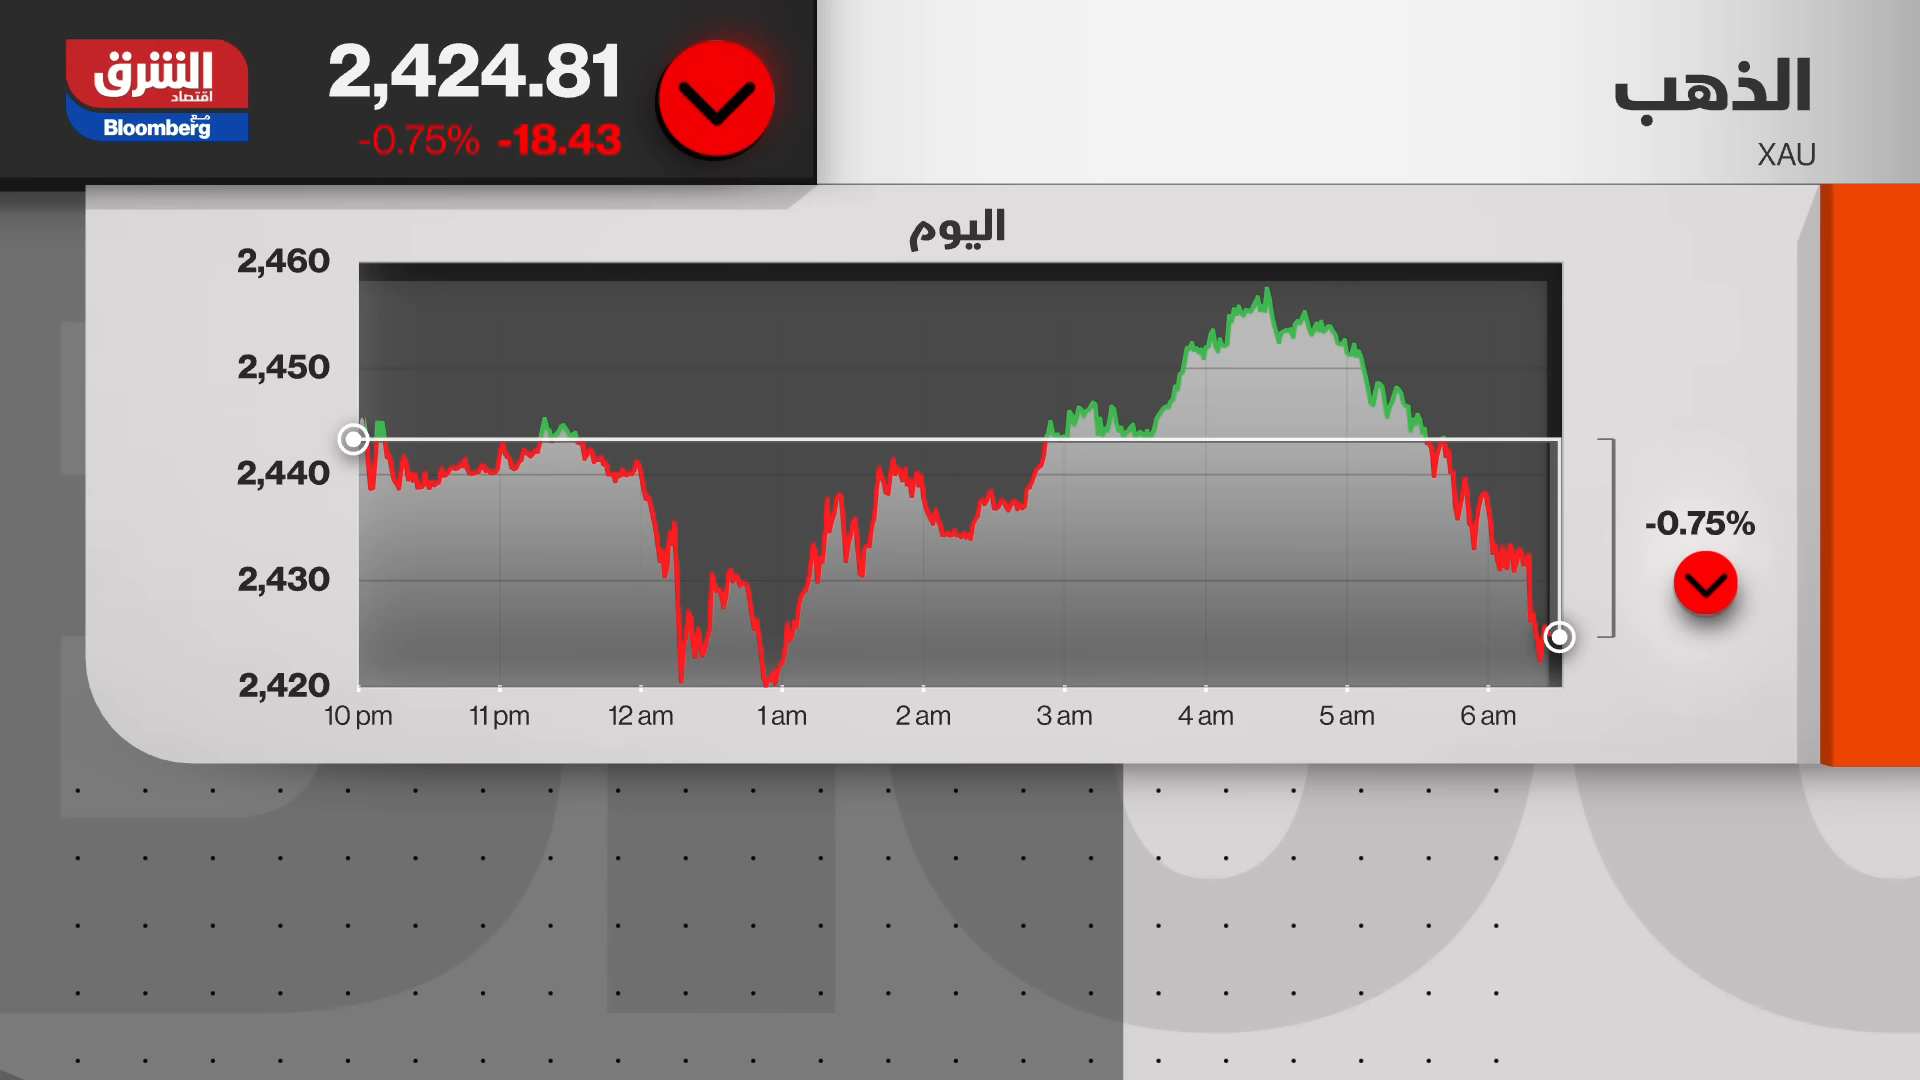 الشرق
اقتصاد
مع
Bloomberg
2,424.81
-0.75% -18.43
الذهب
XAU
اليوم
2,460
2,450
2,440
2,430
2,420
10 pm 11 pm 12 am 1 am 2 am 3 am 4 am 5 am 6 am
-0.75%